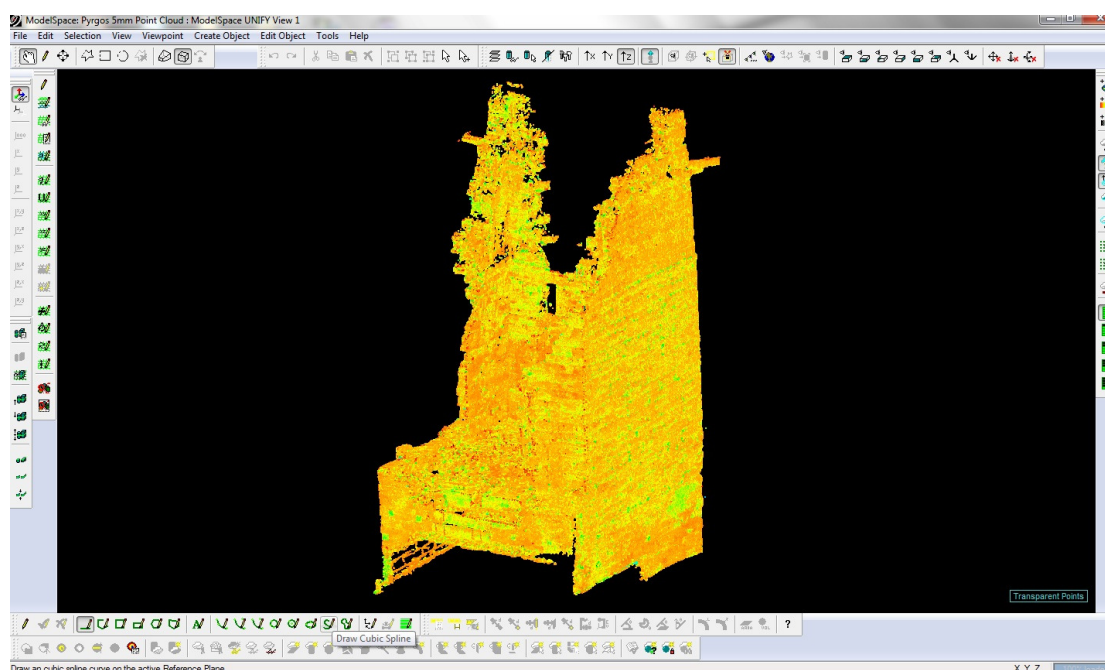 ModelSpace: Pyrgos 5mm Point Cloud : ModelSpace UNIFY View 1
File Edit Selection View Viewpoint Create Object Edit Object Tools Help
Transparent Points
Draw Cubic Spline
Draw an cubic spline curve on the active Reference Plane
X Y Z